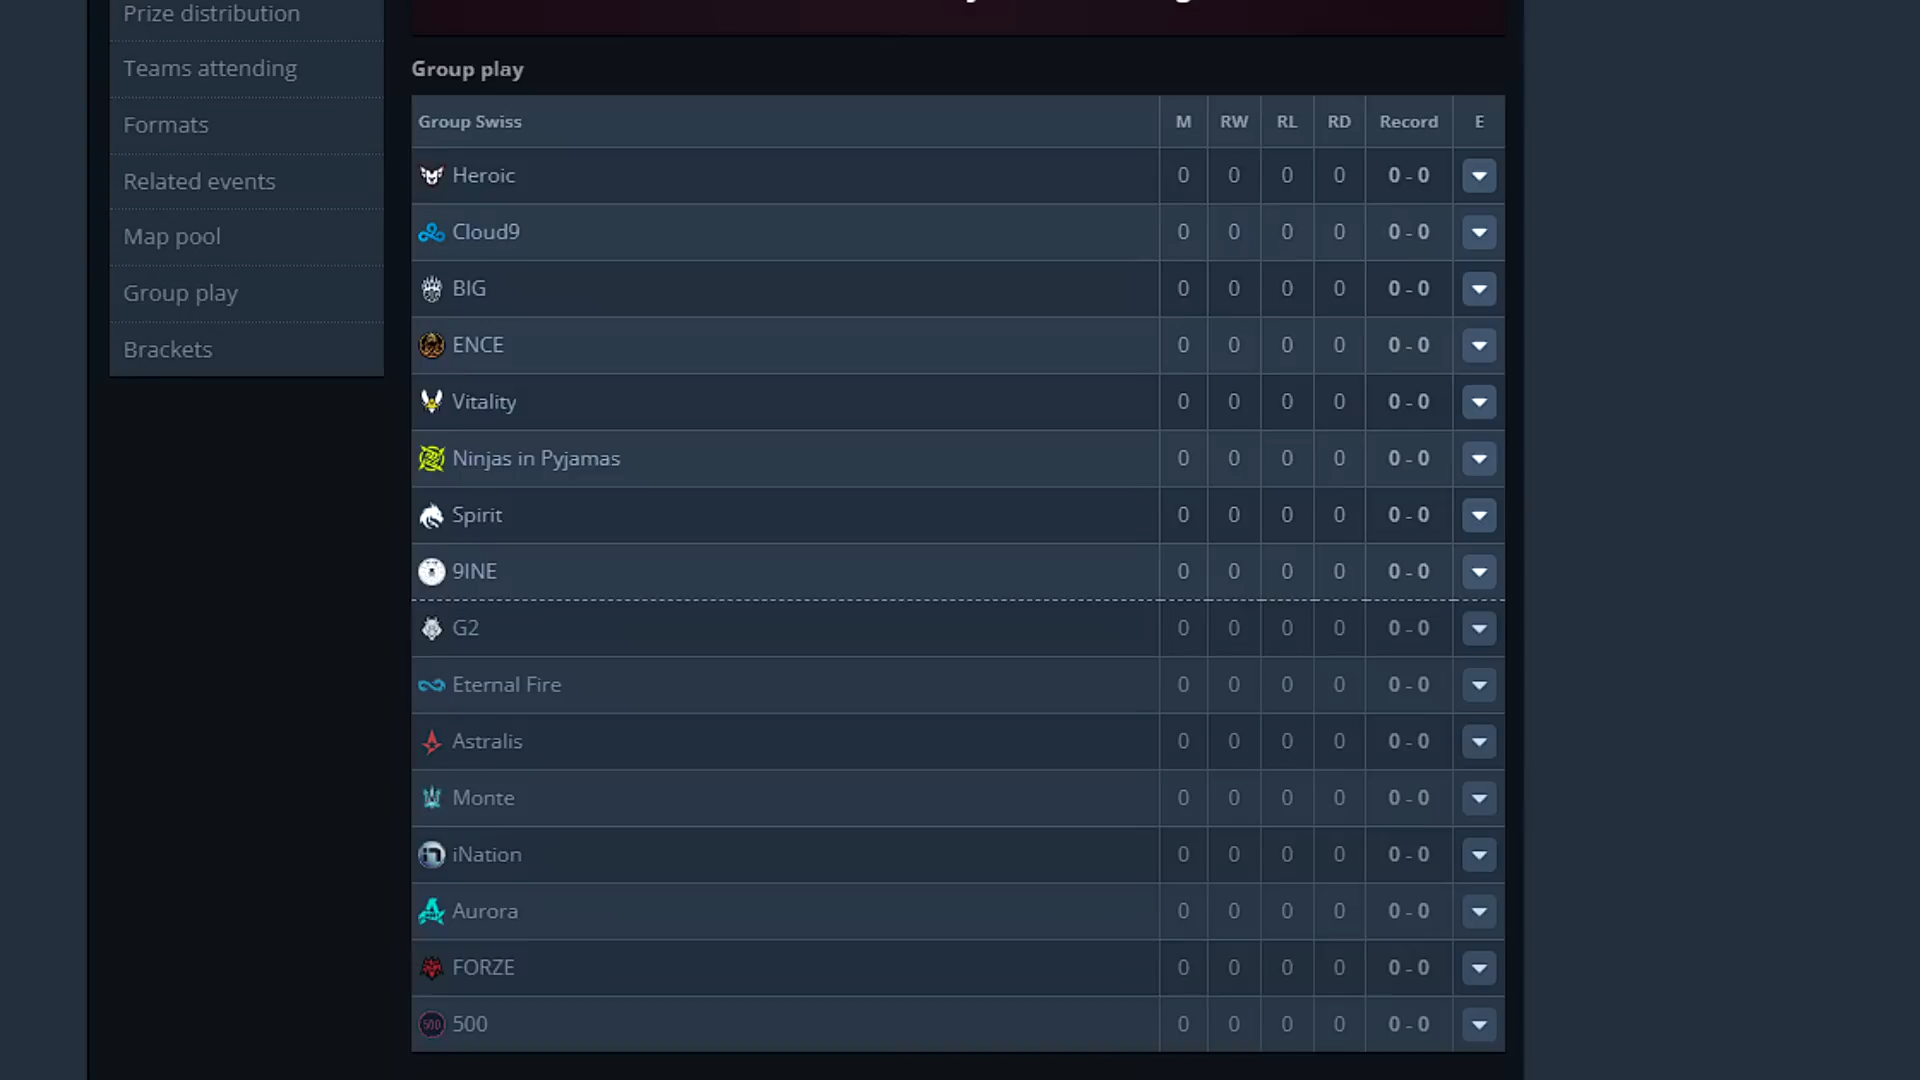 Prize distribution
Teams attending
Formats
Related events
Map pool
Group play
Brackets
Group play
Group Swiss M RW RL RD Record E
Heroic 0 0 0 0 0 - 0
Cloud9 0 0 0 0 0 - 0
BIG 0 0 0 0 0 - 0
ENCE 0 0 0 0 0 - 0
Vitality 0 0 0 0 0 - 0
Ninjas in Pyjamas 0 0 0 0 0 - 0
Spirit 0 0 0 0 0 - 0
9INE 0 0 0 0 0 - 0
G2 0 0 0 0 0 - 0
Eternal Fire 0 0 0 0 0 - 0
Astralis 0 0 0 0 0 - 0
Monte 0 0 0 0 0 - 0
iNation 0 0 0 0 0 - 0
Aurora 0 0 0 0 0 - 0
FORZE 0 0 0 0 0 - 0
500 500 0 0 0 0 0 - 0